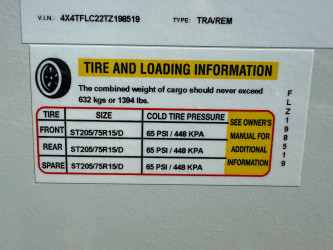 V.I.N.: 4X4TFLC22TZ198519 TYPE: TRA/REM
TIRE AND LOADING INFORMATION
The combined weight of cargo should never exceed
632 kgs or 1394 lbs.
TIRE SIZE COLD TIRE PRESSURE
FRONT ST205/75R15/D 65 PSI / 448 KPA
REAR ST205/75R15/D 65 PSI / 448 KPA
SPARE ST205/75R15/D 65 PSI / 448 KPA
SEE OWNER'S
MANUAL FOR
ADDITIONAL
INFORMATION
FLZ198519